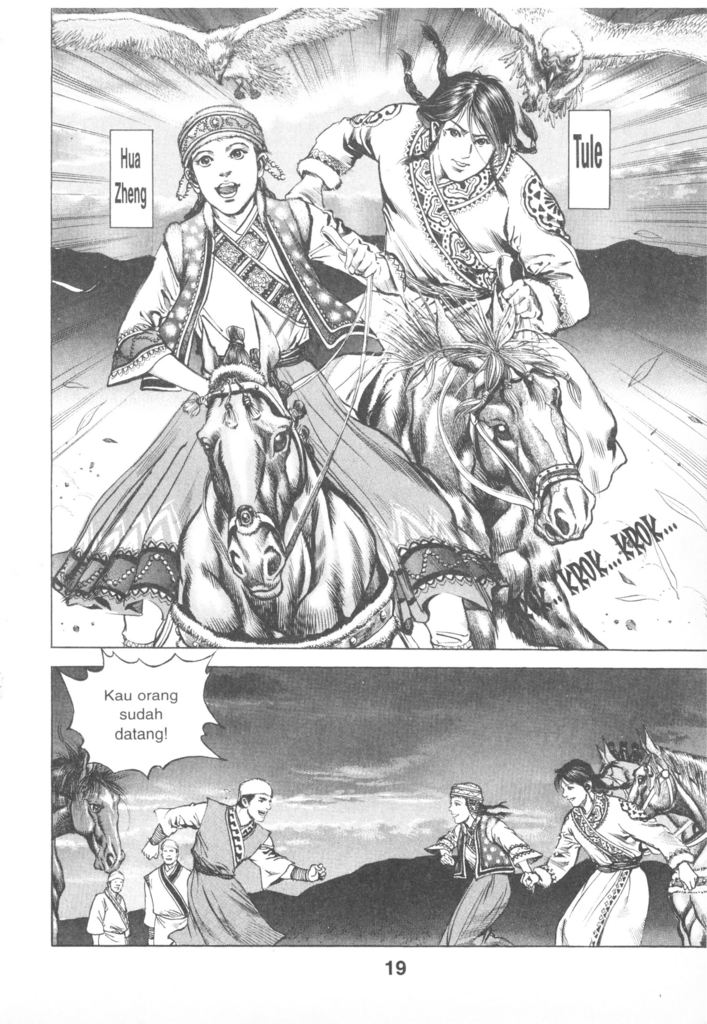 Hua
Zheng
Tule
KROK... KROK...
Kau orang
sudah
datang!
19